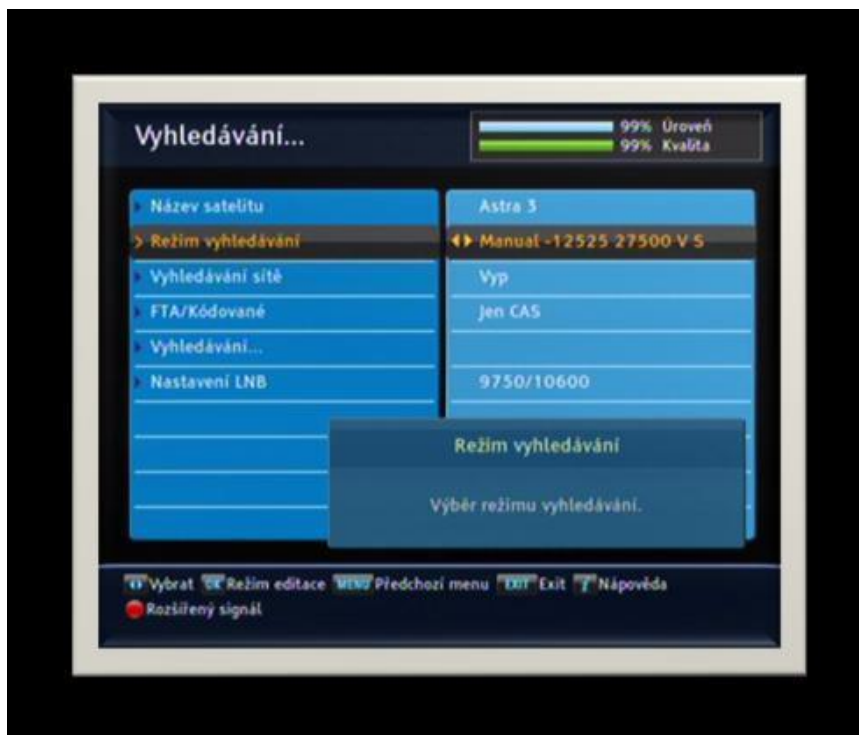 Vyhledávání...
99% Úroveň
99% Kvalita
Název satelitu Astra 3
Režim vyhledávání Manual -12525 27500 V S
Vyhledávání sítě Vyp
FTA/Kódované Jen CAS
Vyhledávání...
Nastavení LNB 9750/10600
Režim vyhledávání
Výběr režimu vyhledávání.
Vybrat OK Režim editace MENU Předchozí menu EXIT Exit i Nápověda
Rozšířený signál